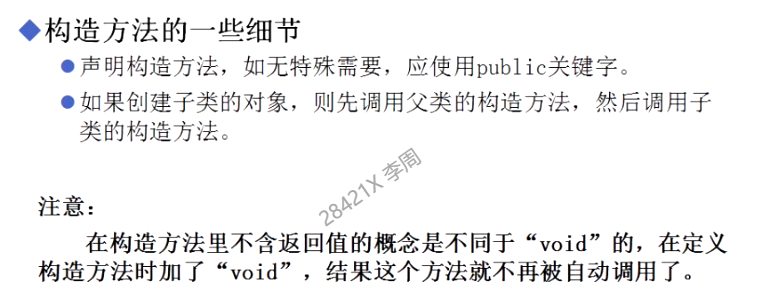 构造方法的一些细节
声明构造方法，如无特殊需要，应使用public关键字。
如果创建子类的对象，则先调用父类的构造方法，然后调用子
类的构造方法。
28421X 李周
注意：
在构造方法里不含返回值的概念是不同于“void”的，在定义
构造方法时加了“void”，结果这个方法就不再被自动调用了。